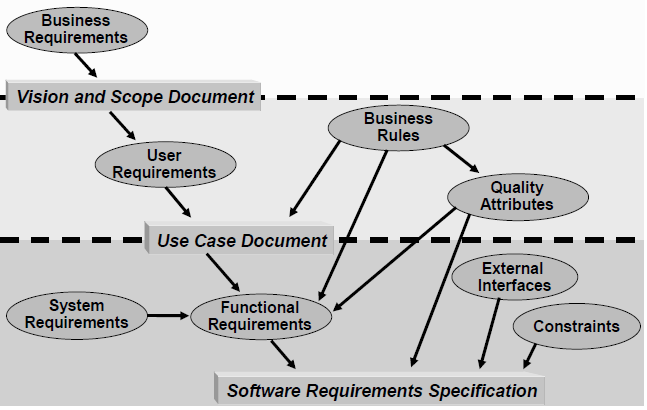 Business
Requirements
Vision and Scope Document
Business
Rules
User
Requirements
Quality
Attributes
Use Case Document
External
Interfaces
System
Requirements
Functional
Requirements
Constraints
Software Requirements Specification